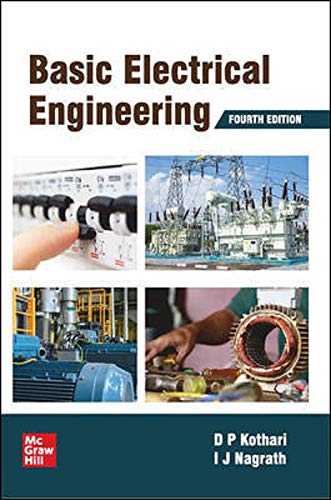 Basic Electrical
Engineering
FOURTH EDITION
Mc
Graw
Hill
D P Kothari
I J Nagrath